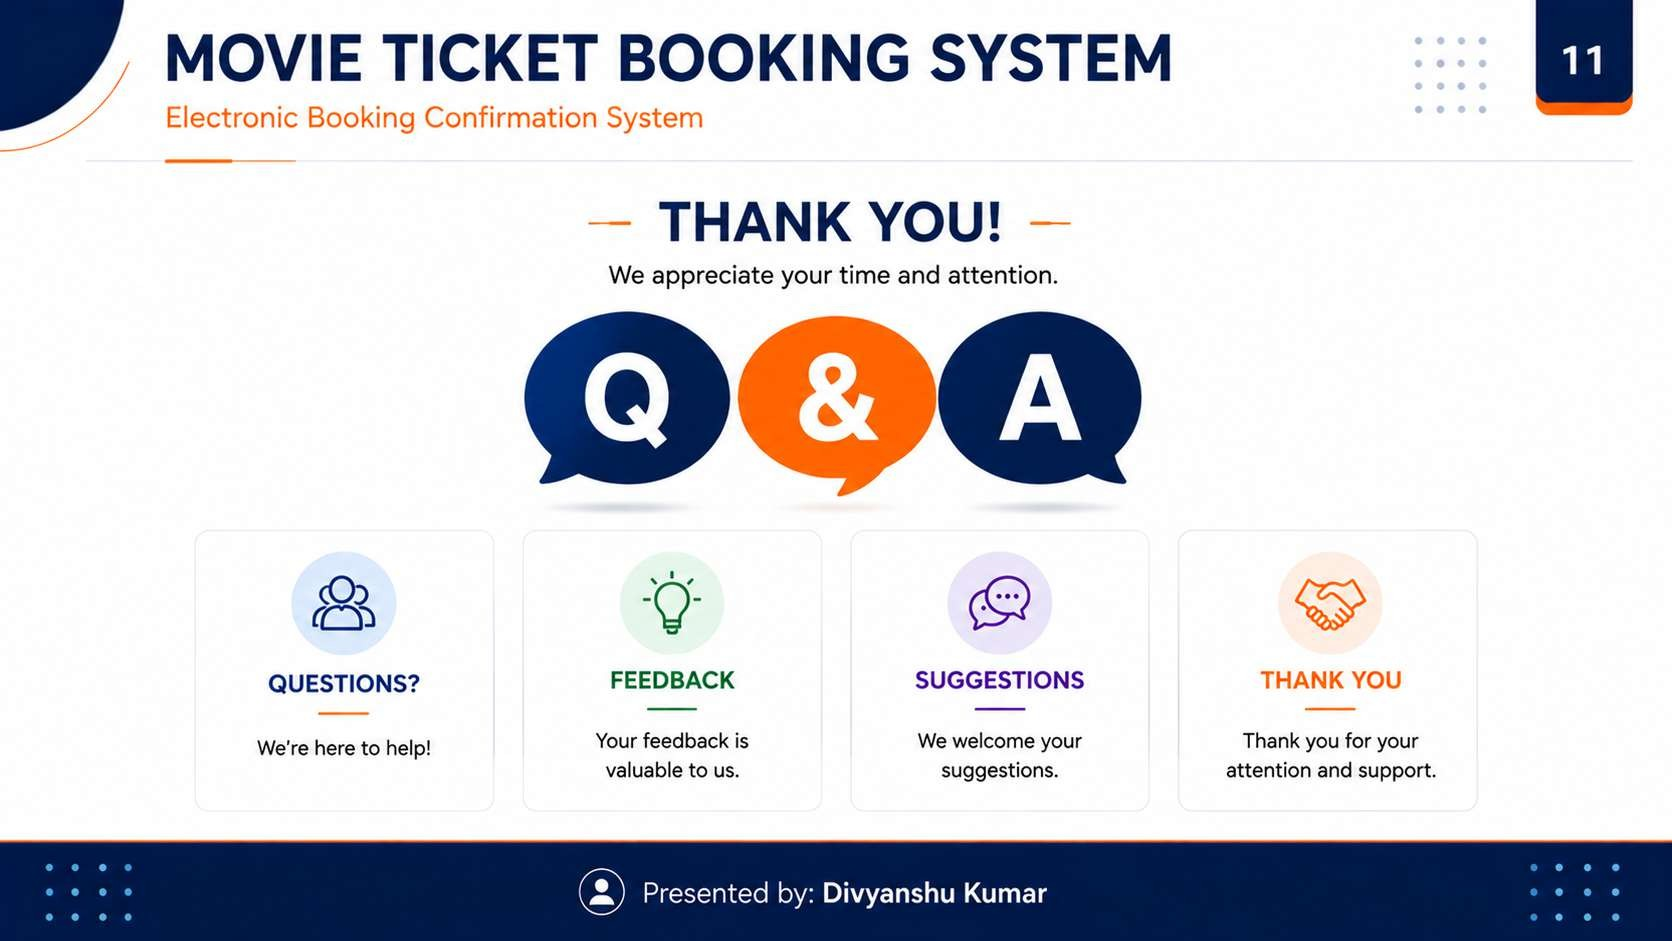 MOVIE TICKET BOOKING SYSTEM
11
Electronic Booking Confirmation System
THANK YOU!
We appreciate your time and attention.
Q & A
QUESTIONS?
We're here to help!
FEEDBACK
Your feedback is
valuable to us.
SUGGESTIONS
We welcome your
suggestions.
THANK YOU
Thank you for your
attention and support.
Presented by: Divyanshu Kumar